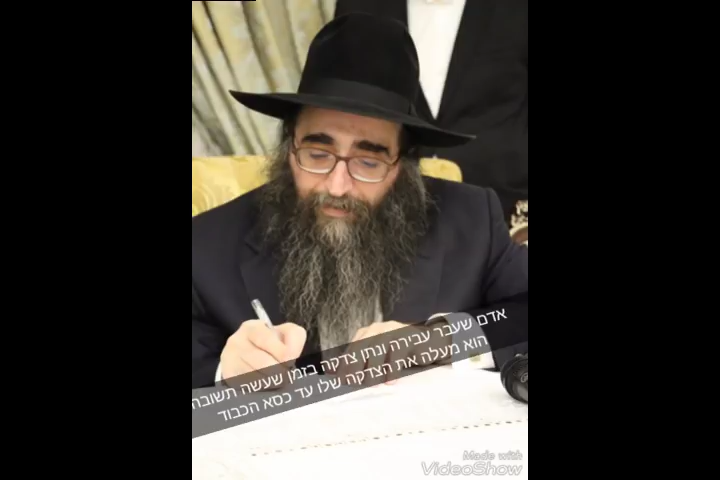 אדם שעבר עבירה ונתן צדקה בזמן שעשה תשובה
הוא מעלה את הצדקה שלו עד כסא הכבוד
Made with
VideoShow